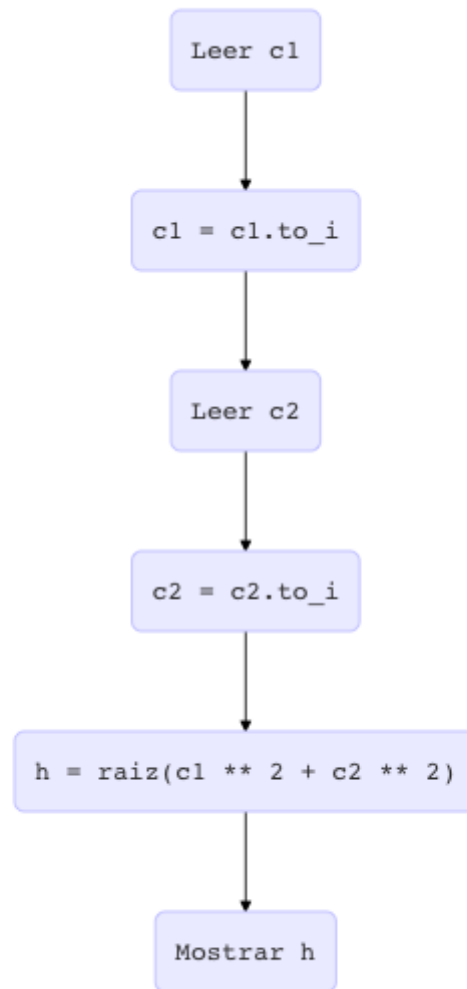 Leer c1
c1 = c1.to_i
Leer c2
c2 = c2.to_i
h = raiz(c1 ** 2 + c2 ** 2)
Mostrar h